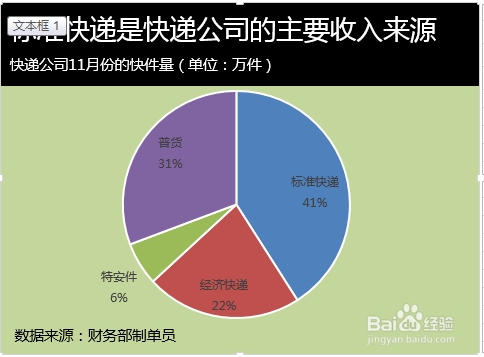 文本框 1
标准快递是快递公司的主要收入来源
快递公司11月份的快件量（单位：万件）
普货
31%
标准快递
41%
特安件
6%
经济快递
22%
数据来源：财务部制单员
Baidu 经验
jingyan.baidu.com